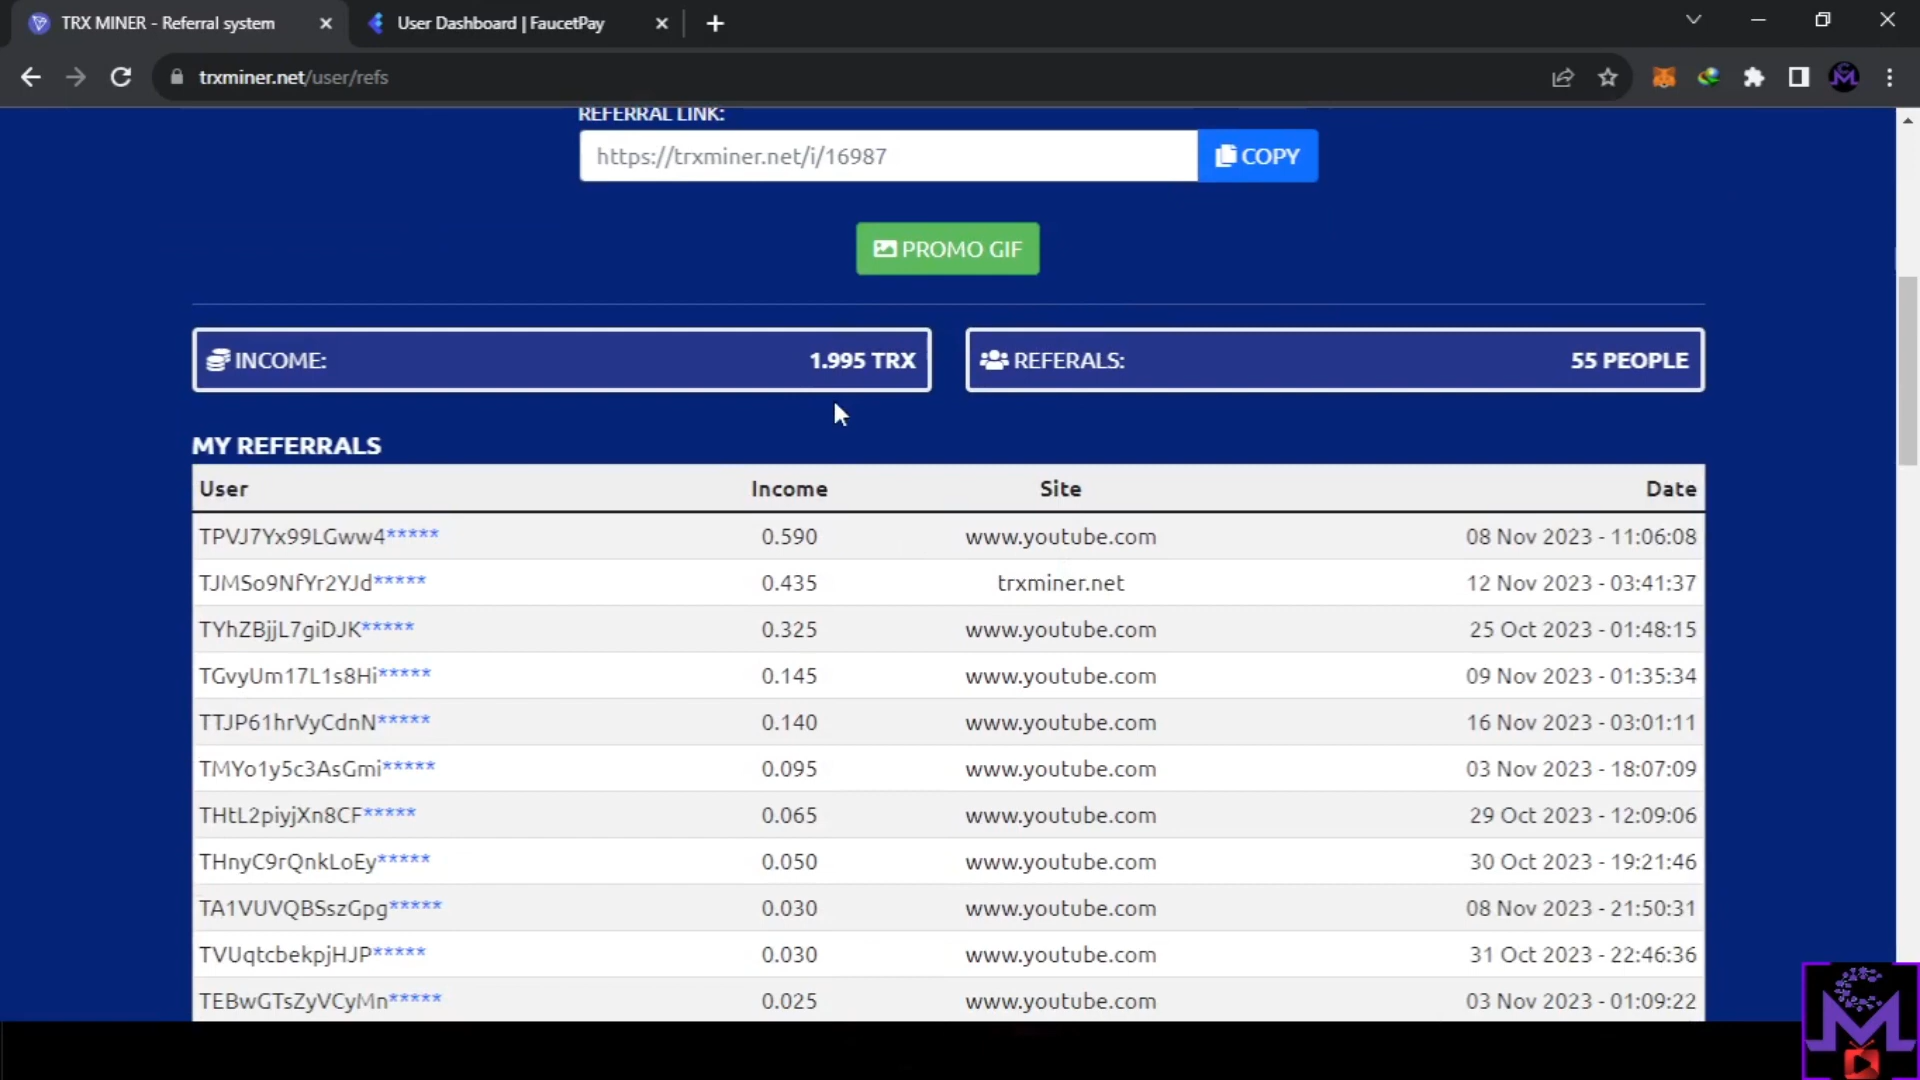 TRX MINER - Referral system
User Dashboard | FaucetPay
trxminer.net/user/refs
REFERRAL LINK:
https://trxminer.net/i/16987
COPY
PROMO GIF
INCOME: 1.995 TRX
REFERALS: 55 PEOPLE
MY REFERRALS
User Income Site Date
TPVJ7Yx99LGww4***** 0.590 www.youtube.com 08 Nov 2023 - 11:06:08
TJMSo9NfYr2YJd***** 0.435 trxminer.net 12 Nov 2023 - 03:41:37
TYhZBjjL7giDJK***** 0.325 www.youtube.com 25 Oct 2023 - 01:48:15
TGvyUm17L1s8Hi***** 0.145 www.youtube.com 09 Nov 2023 - 01:35:34
TTJP61hrVyCdnN***** 0.140 www.youtube.com 16 Nov 2023 - 03:01:11
TMYo1y5c3AsGmi***** 0.095 www.youtube.com 03 Nov 2023 - 18:07:09
THtL2piyjXn8CF***** 0.065 www.youtube.com 29 Oct 2023 - 12:09:06
THnyC9rQnkLoEy***** 0.050 www.youtube.com 30 Oct 2023 - 19:21:46
TA1VUVQBSszGpg***** 0.030 www.youtube.com 08 Nov 2023 - 21:50:31
TVUqtcbekpjHJP***** 0.030 www.youtube.com 31 Oct 2023 - 22:46:36
TEBwGTsZyVCyMn***** 0.025 www.youtube.com 03 Nov 2023 - 01:09:22